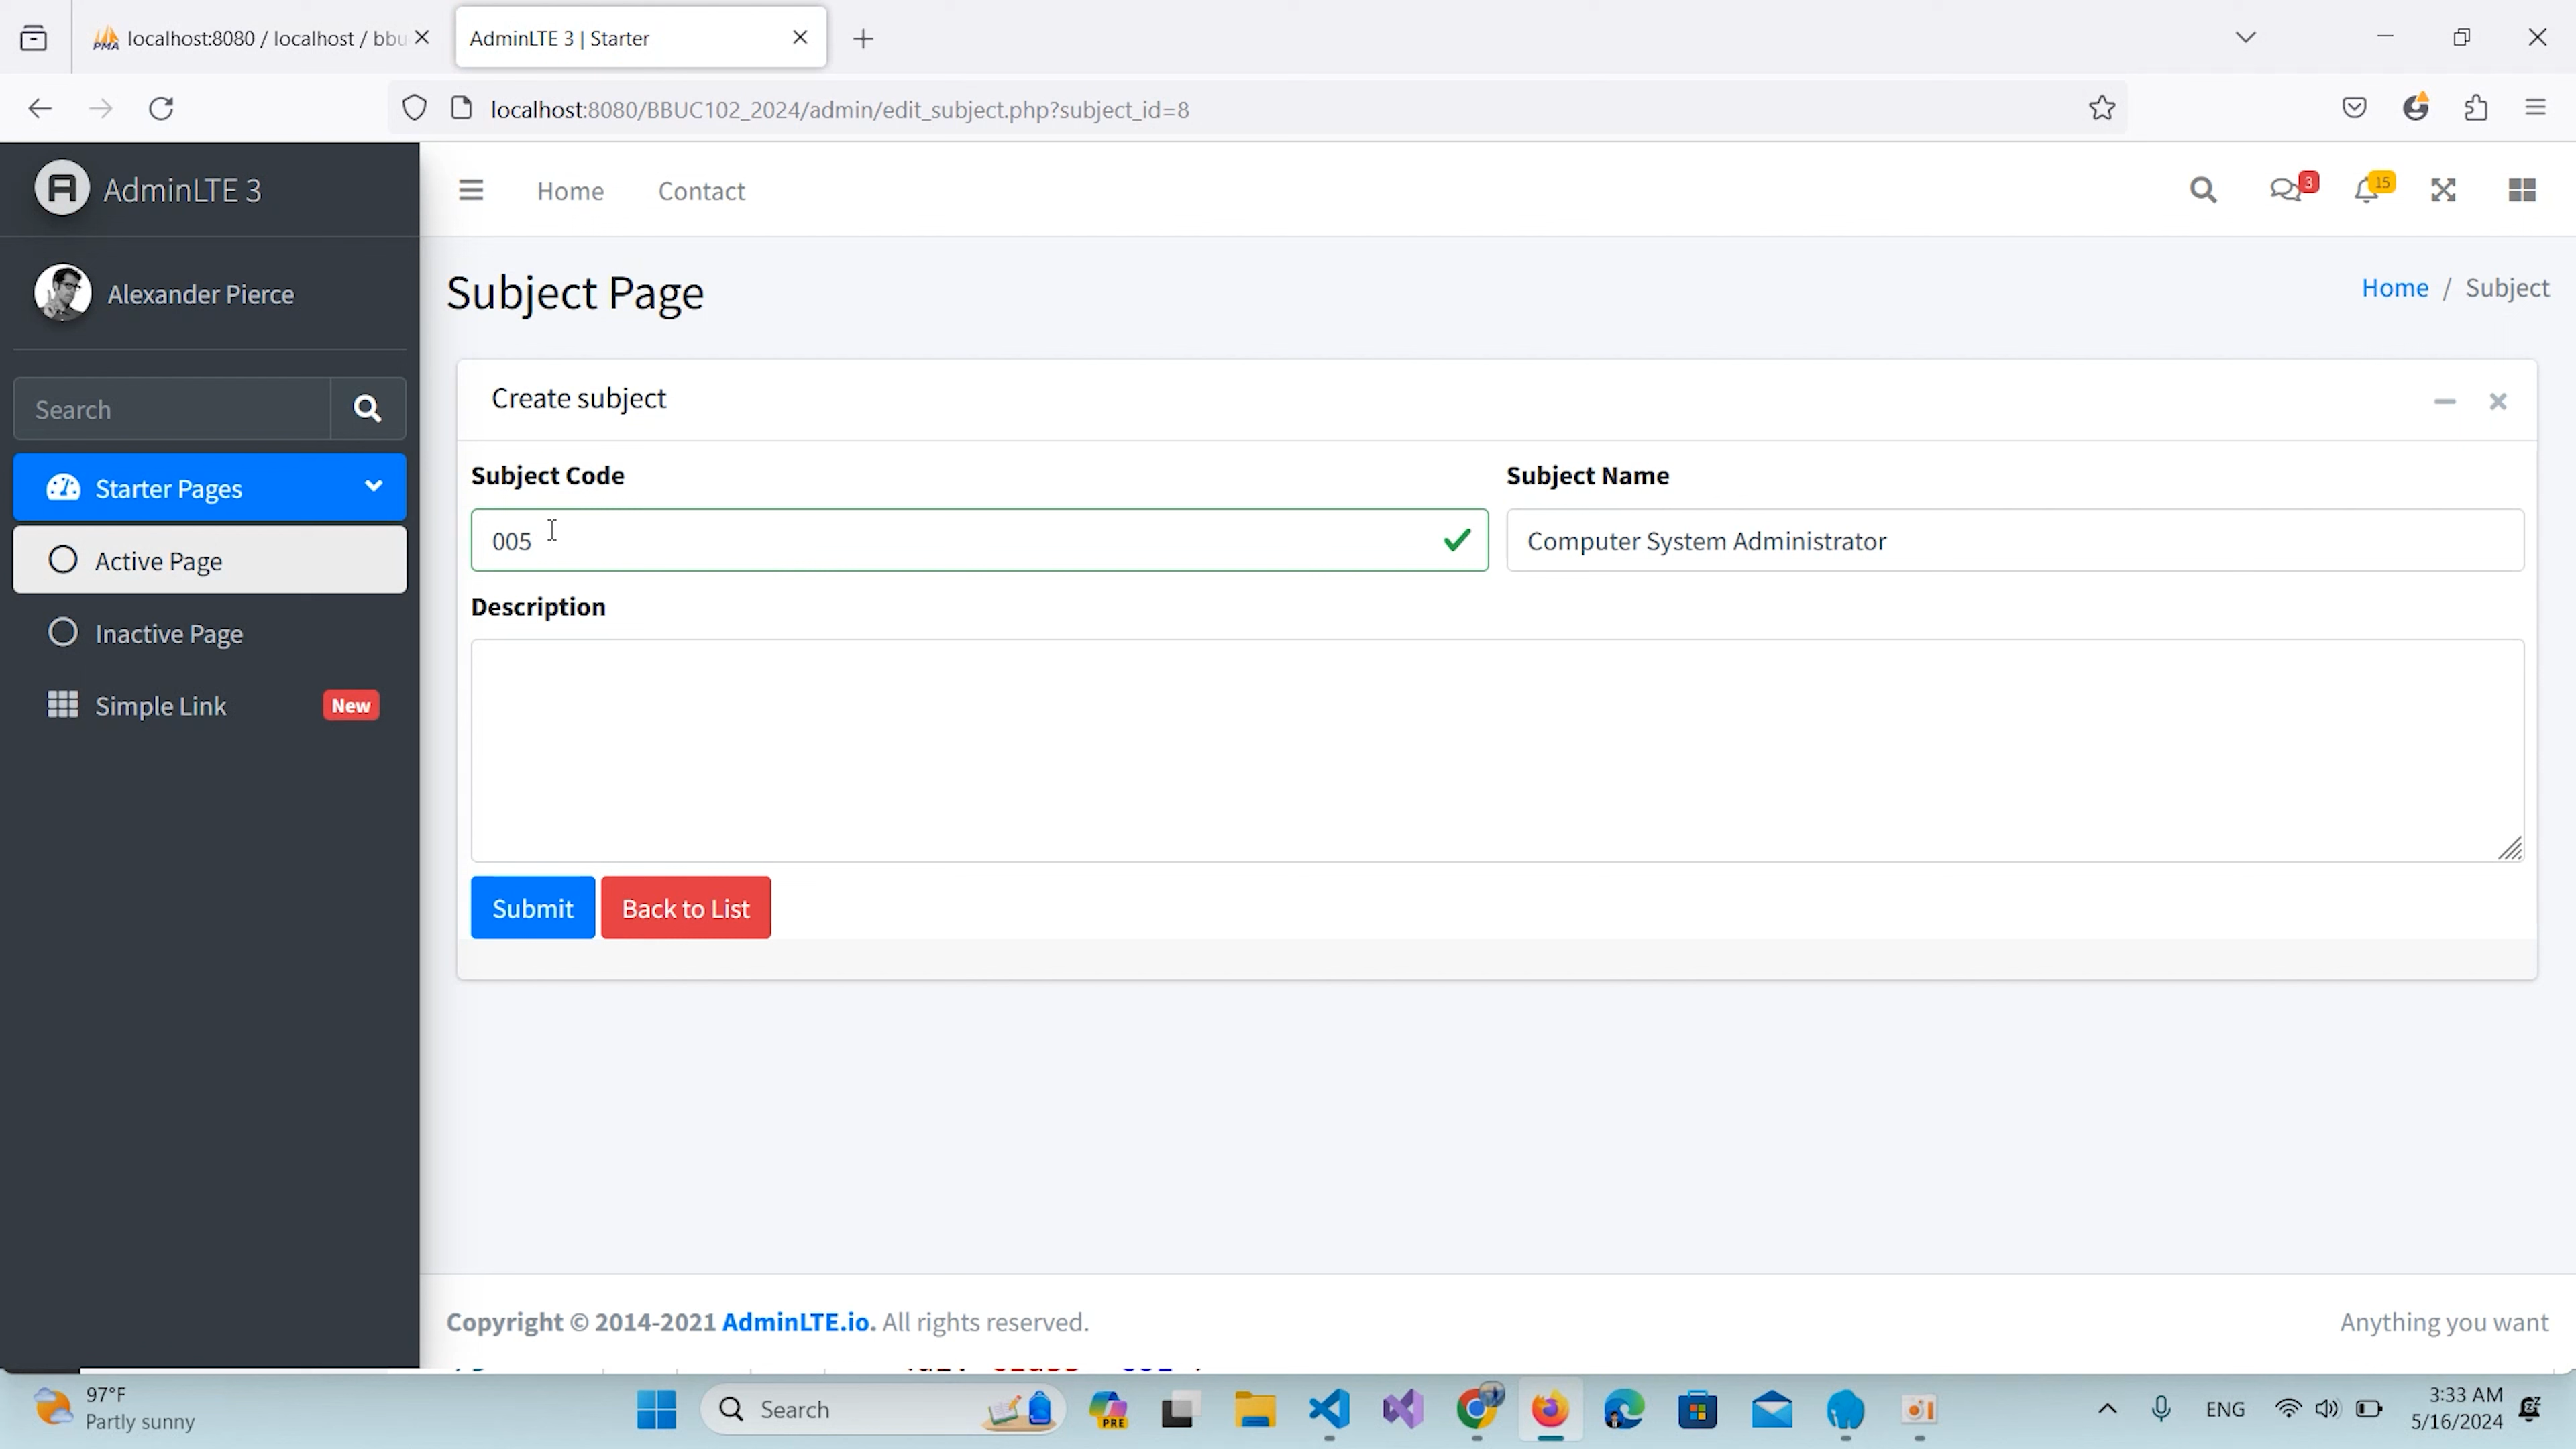 localhost:8080 / localhost / bbu
AdminLTE 3 | Starter
localhost:8080/BBUC102_2024/admin/edit_subject.php?subject_id=8
AdminLTE 3
Home
Contact
3
15
Alexander Pierce
Subject Page
Home / Subject
Search
Create subject
Starter Pages
Subject Code
Subject Name
005
Computer System Administrator
Active Page
Description
Inactive Page
Simple Link
New
Submit
Back to List
Copyright © 2014-2021 AdminLTE.io. All rights reserved.
Anything you want
97°F
Partly sunny
Search
PRE
ENG
3:33 AM
5/16/2024